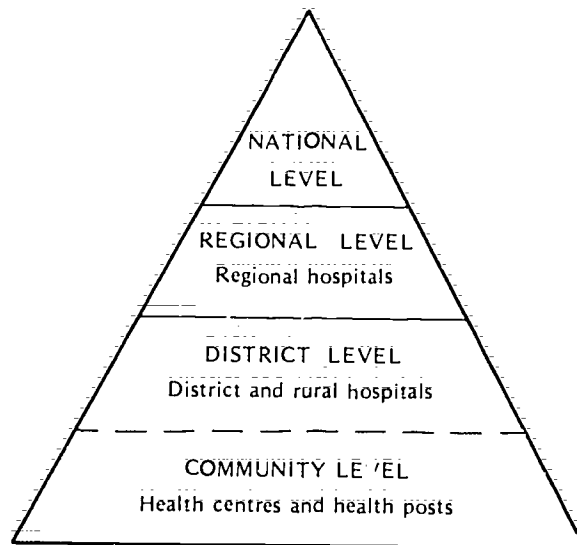 NATIONAL
LEVEL
REGIONAL LEVEL
Regional hospitals
DISTRICT LEVEL
District and rural hospitals
COMMUNITY LEVEL
Health centres and health posts